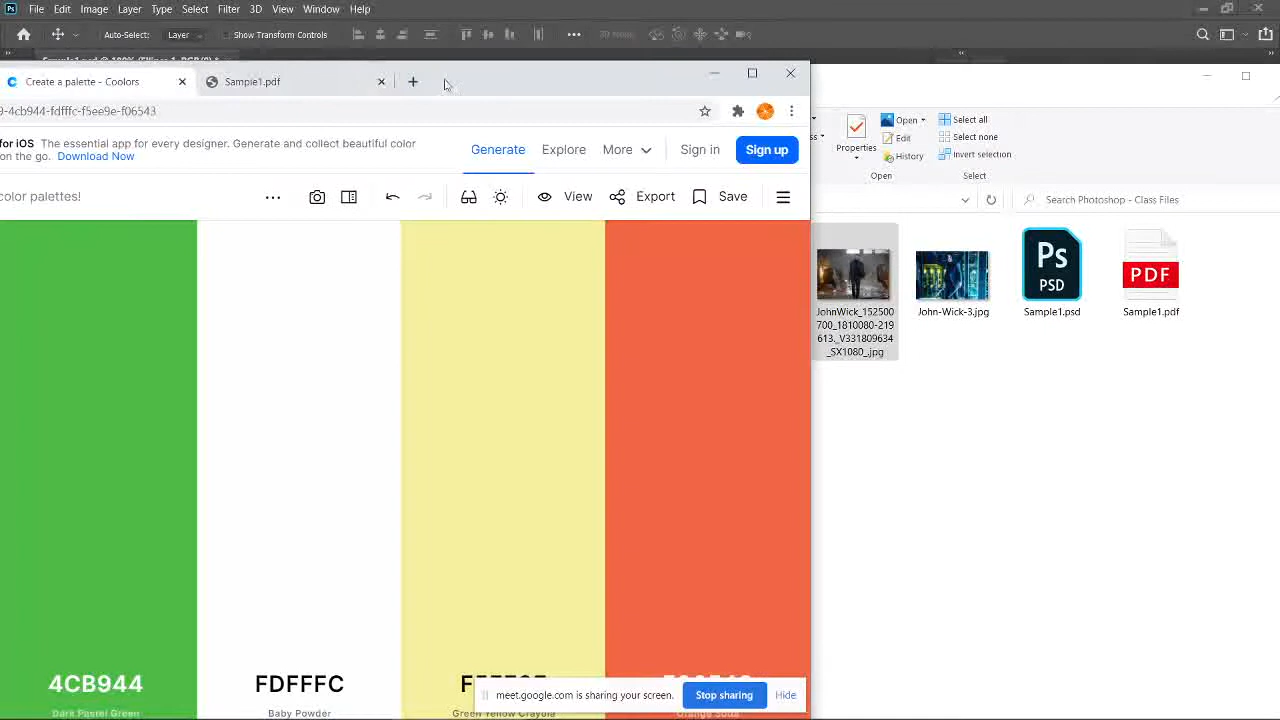 Ps File Edit Image Layer Type Select Filter 3D View Window Help
Auto-Select: Layer Show Transform Controls
Create a palette - Coolors Sample1.pdf
9-4cb944-fdfffc-f5ee9e-f06543
for iOS The essential app for every
or. Generate and collect beautiful color
on the go. Download Now
Generate Explore More Sign in Sign up
color palettes!
View Export Save
4CB944 FDFFFC
Dark Pastel Green Baby Powder Green Yellow Crayola Orange Soda
meet.google.com is sharing your screen. Stop sharing Hide
Properties
Open
Edit
History
Select all
Select none
Invert selection
Open Select
Search Photoshop - Class Files
JohnWick_152500
700_1810080-219
613._V331809634
_SX1080_.jpg
John-Wick-3.jpg
Ps
PSD
Sample1.psd
PDF
Sample1.pdf